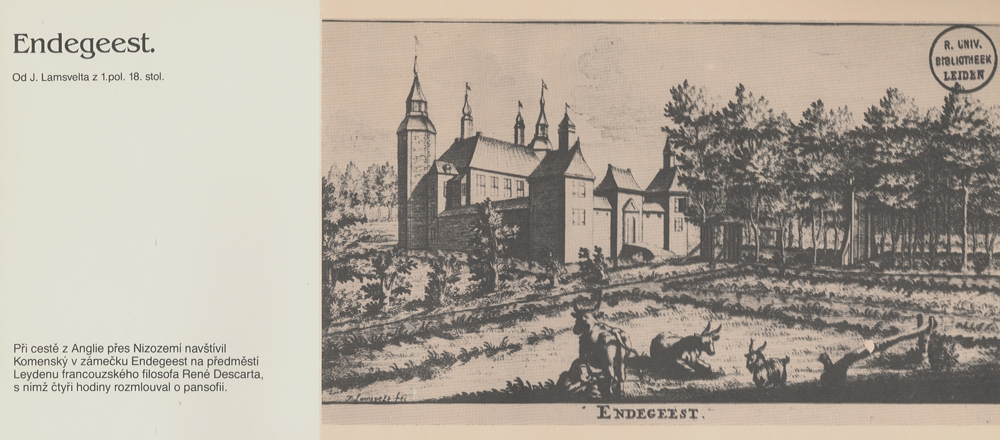 Endegeest.
Od J. Lamsvelta z 1.pol. 18. stol.
Při cestě z Anglie přes Nizozemí navštívil
Komenský v zámečku Endegeest na předměstí
Leydenu francouzského filosofa René Descarta,
s nímž čtyři hodiny rozmlouval o pansofii.
R. UNIV.
BIBLIOTHEEK
LEIDEN
J. Lamsvelt fec
ENDEGEEST.